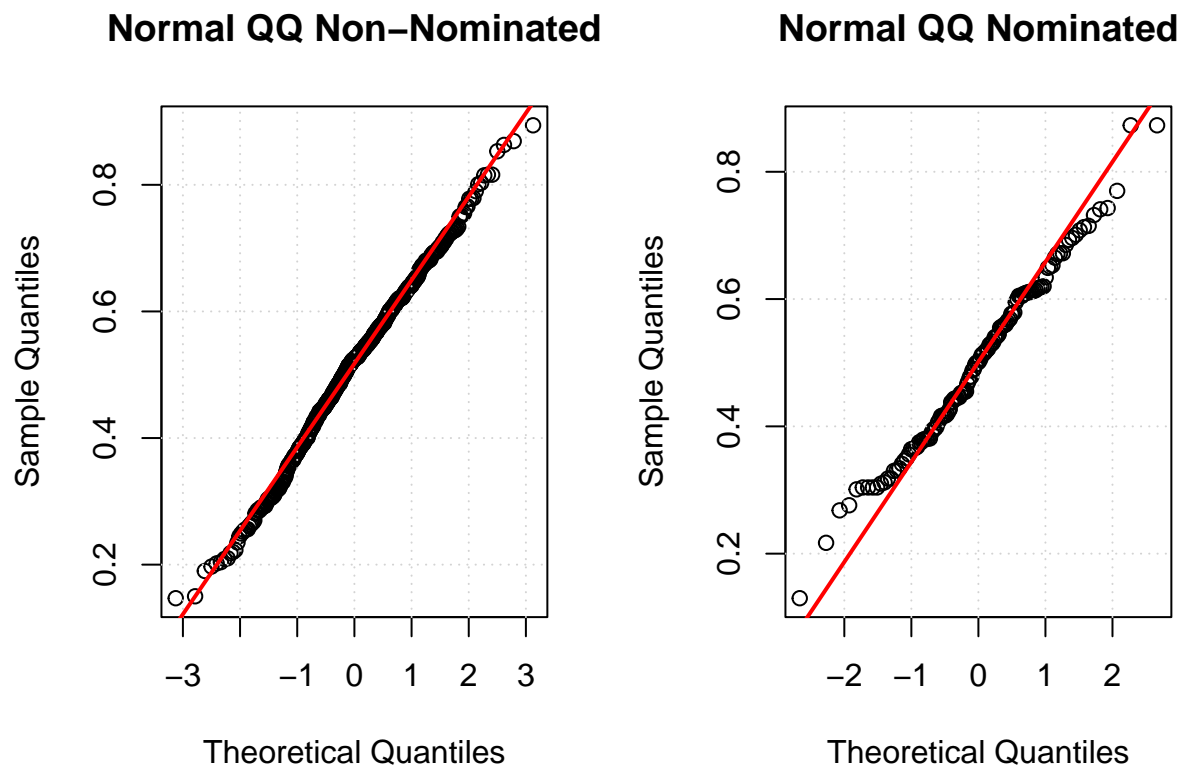 Normal QQ Non−Nominated
Sample Quantiles
0.8
0.6
0.4
0.2
−3 −1 0 1 2 3
Theoretical Quantiles
Normal QQ Nominated
Sample Quantiles
0.8
0.6
0.4
0.2
−2 −1 0 1 2
Theoretical Quantiles